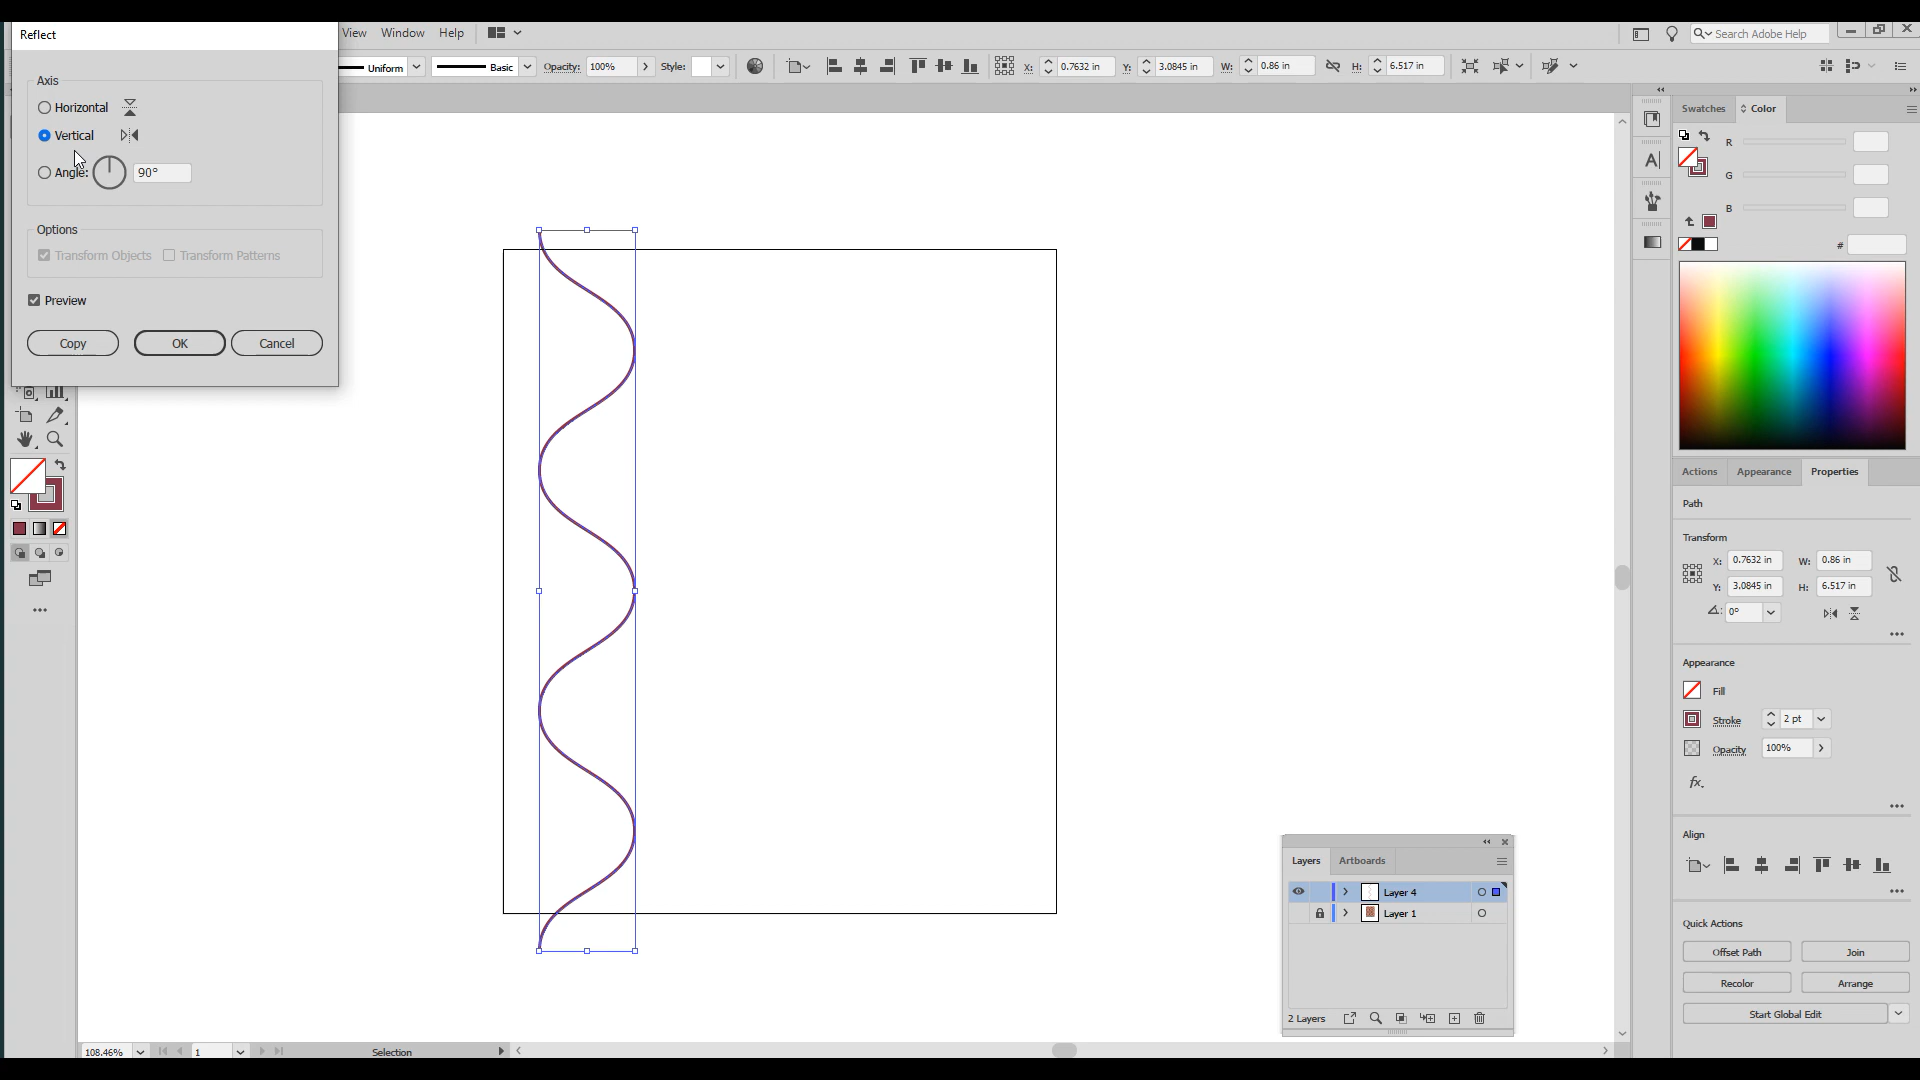 Reflect
View Window Help
Search Adobe Help
Uniform
Basic
Opacity: 100%
Style:
X: 0.7632 in
Y: 3.0845 in
W: 0.86 in
H: 6.517 in
Axis
Horizontal
Vertical
Angle: 90°
Options
Transform Objects
Transform Patterns
Preview
Copy
OK
Cancel
Swatches
Color
R
G
B
#
Actions
Appearance
Properties
Path
Transform
X: 0.7632 in
W: 0.86 in
Y: 3.0845 in
H: 6.517 in
0°
Appearance
Fill
Stroke
2 pt
Opacity
100%
fx.
Align
Quick Actions
Offset Path
Join
Recolor
Arrange
Start Global Edit
Layers
Artboards
Layer 4
Layer 1
2 Layers
108.46%
1
Selection